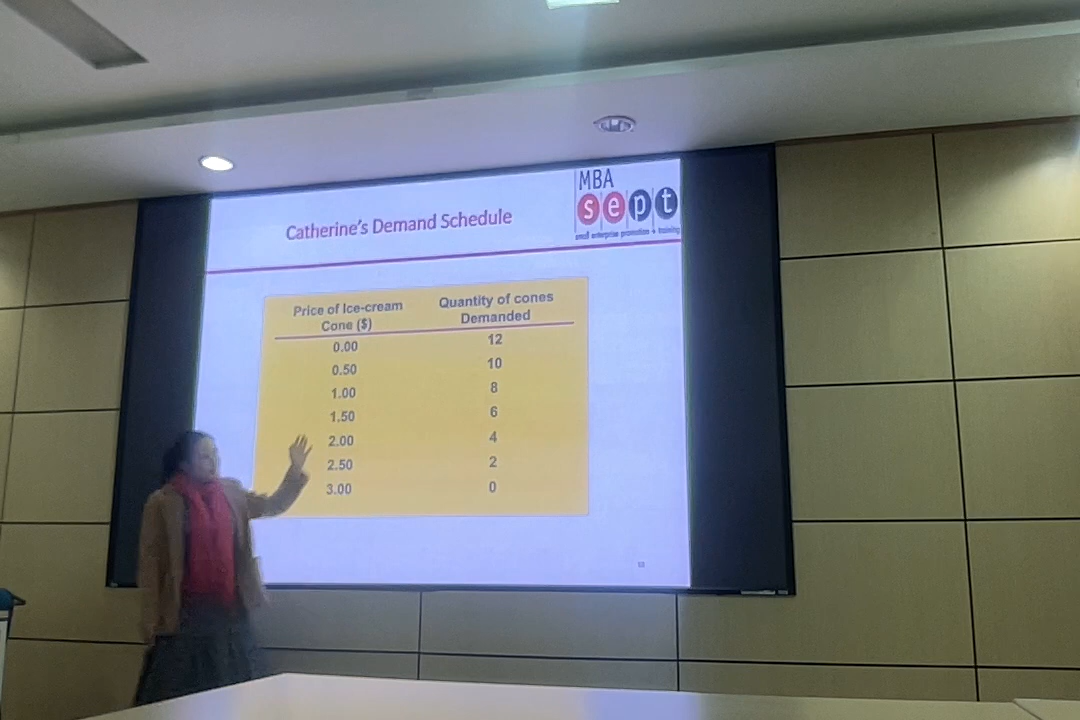 MBA
sept
small enterprise promotion + training
Catherine's Demand Schedule
Price of Ice-cream Quantity of cones
Cone ($) Demanded
0.00 12
0.50 10
1.00 8
1.50 6
2.00 4
2.50 2
3.00 0